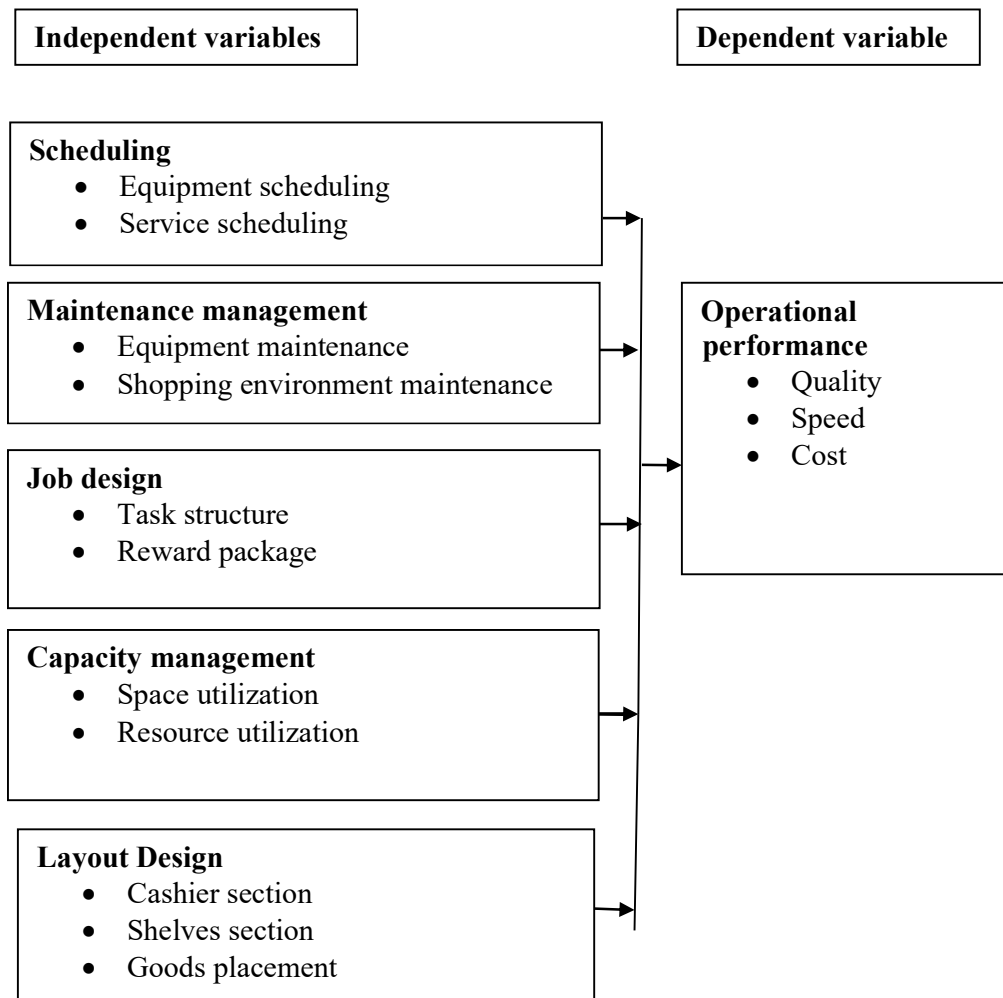 Independent variables
Dependent variable
Scheduling
• Equipment scheduling
• Service scheduling
Maintenance management
• Equipment maintenance
• Shopping environment maintenance
Job design
• Task structure
• Reward package
Capacity management
• Space utilization
• Resource utilization
Layout Design
• Cashier section
• Shelves section
• Goods placement
Operational
performance
• Quality
• Speed
• Cost